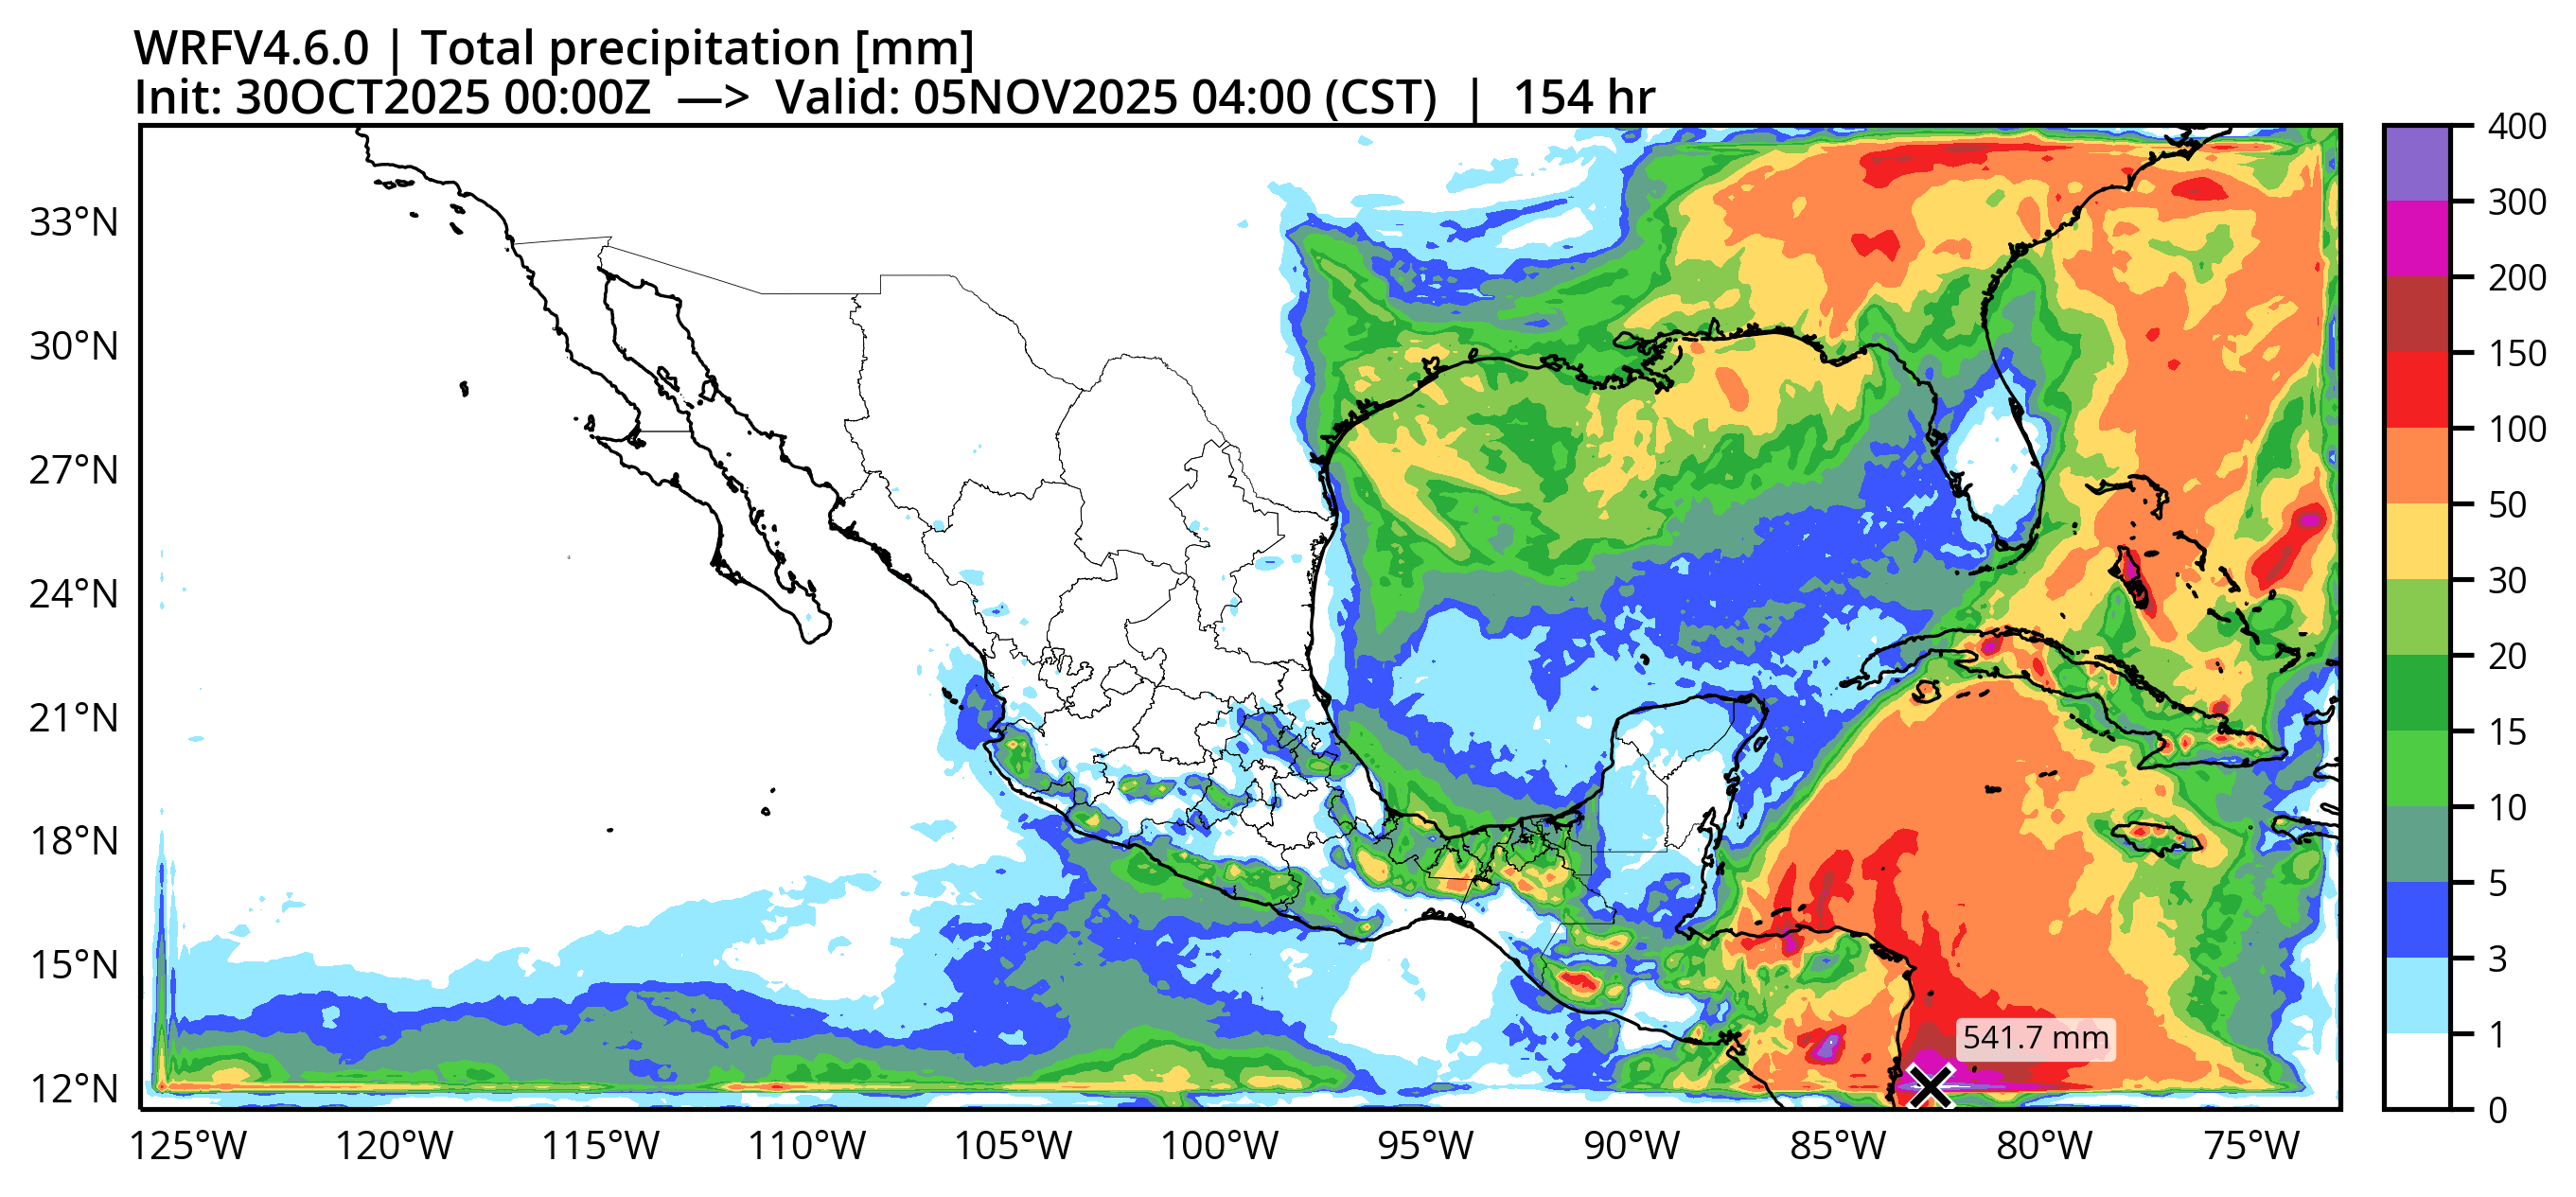 WRFV4.6.0 | Total precipitation [mm]
Init: 30OCT2025 00:00Z —> Valid: 05NOV2025 04:00 (CST) | 154 hr
33°N
30°N
27°N
24°N
21°N
18°N
15°N
12°N
541.7 mm
125°W 120°W 115°W 110°W 105°W 100°W 95°W 90°W 85°W 80°W 75°W
400
300
200
150
100
50
30
20
15
10
5
3
1
0